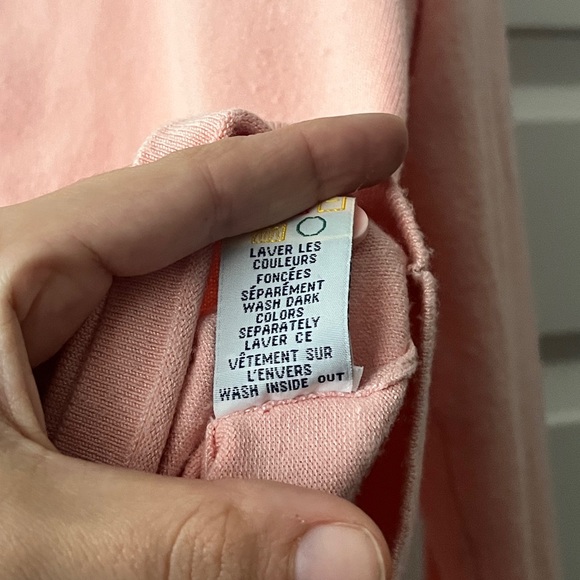 LAVER LES
COULEURS
FONCÉES
SÉPARÉMENT
WASH DARK
COLORS
SEPARATELY
LAVER CE
VÊTEMENT SUR
L'ENVERS
WASH INSIDE OUT